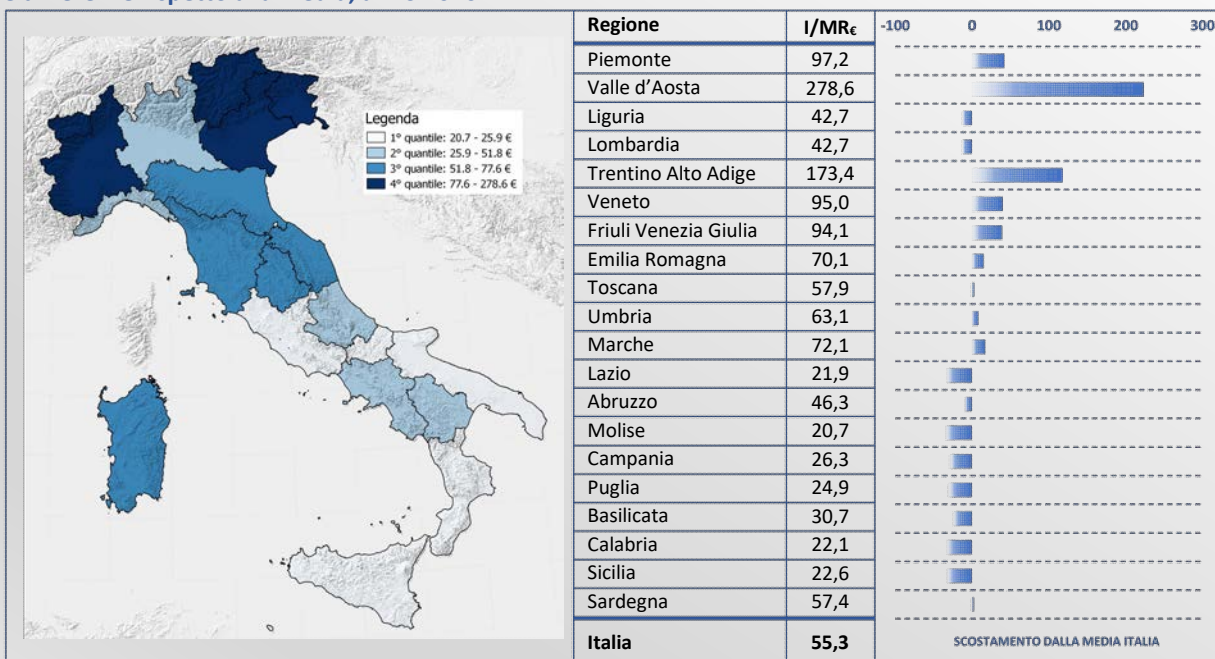 Legenda
1° quantile: 20.7 - 25.9 €
2° quantile: 25.9 - 51.8 €
3° quantile: 51.8 - 77.6 €
4° quantile: 77.6 - 278.6 €
Regione I/MR€ -100 0 100 200 300
Piemonte 97,2
Valle d'Aosta 278,6
Liguria 42,7
Lombardia 42,7
Trentino Alto Adige 173,4
Veneto 95,0
Friuli Venezia Giulia 94,1
Emilia Romagna 70,1
Toscana 57,9
Umbria 63,1
Marche 72,1
Lazio 21,9
Abruzzo 46,3
Molise 20,7
Campania 26,3
Puglia 24,9
Basilicata 30,7
Calabria 22,1
Sicilia 22,6
Sardegna 57,4
Italia 55,3 SCOSTAMENTO DALLA MEDIA ITALIA